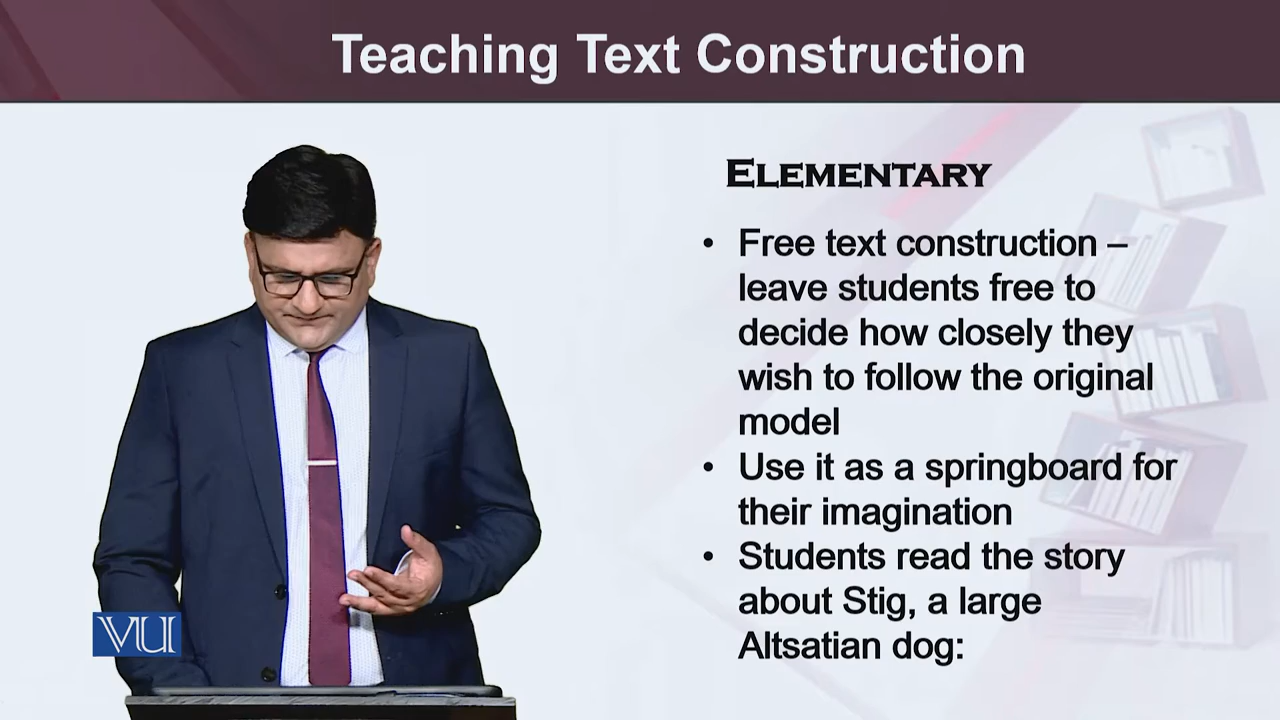 Teaching Text Construction
ELEMENTARY
• Free text construction –
leave students free to
decide how closely they
wish to follow the original
model
• Use it as a springboard for
their imagination
• Students read the story
about Stig, a large
Altsatian dog:
VU